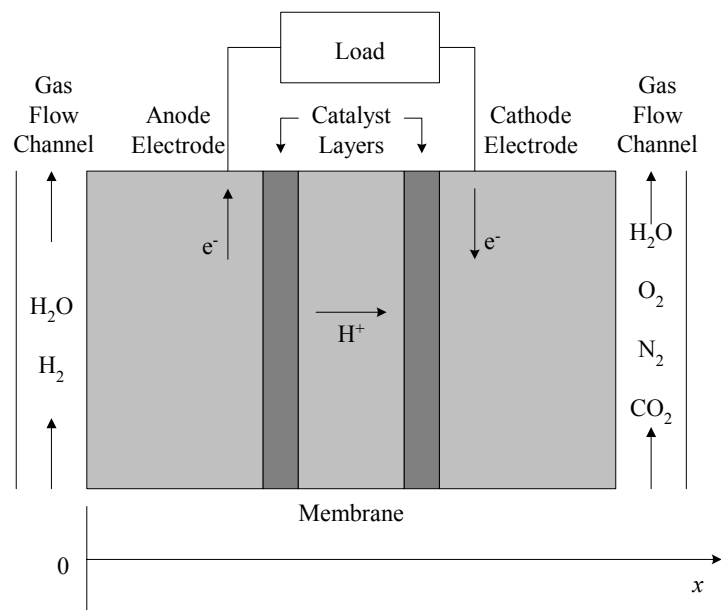 Load
Gas
Flow
Channel
Anode
Electrode
Catalyst
Layers
Cathode
Electrode
Gas
Flow
Channel
e⁻
e⁻
H₂O
H₂
H⁺
H₂O
O₂
N₂
CO₂
Membrane
0
x